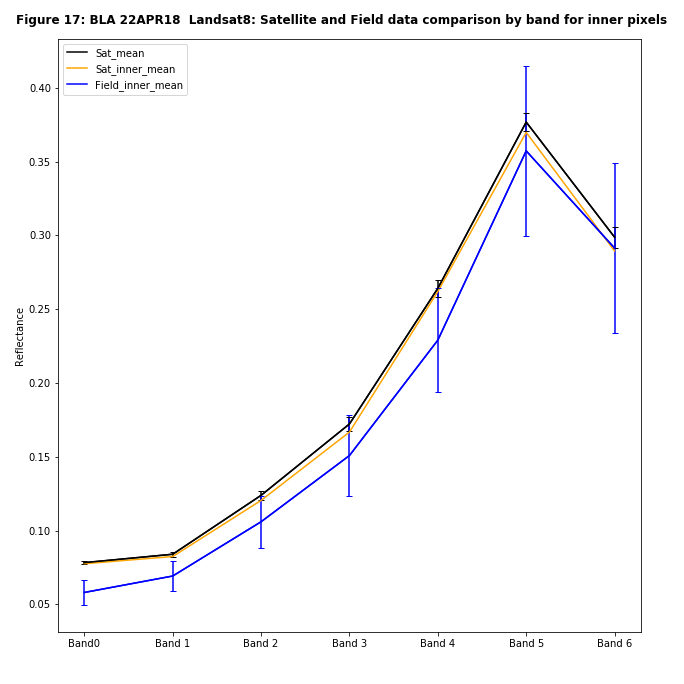 Figure 17: BLA 22APR18  Landsat8: Satellite and Field data comparison by band for inner pixels
Sat_mean
Sat_inner_mean
Field_inner_mean
0.40
0.35
0.30
0.25
0.20
0.15
0.10
0.05
Reflectance
Band0
Band 1
Band 2
Band 3
Band 4
Band 5
Band 6